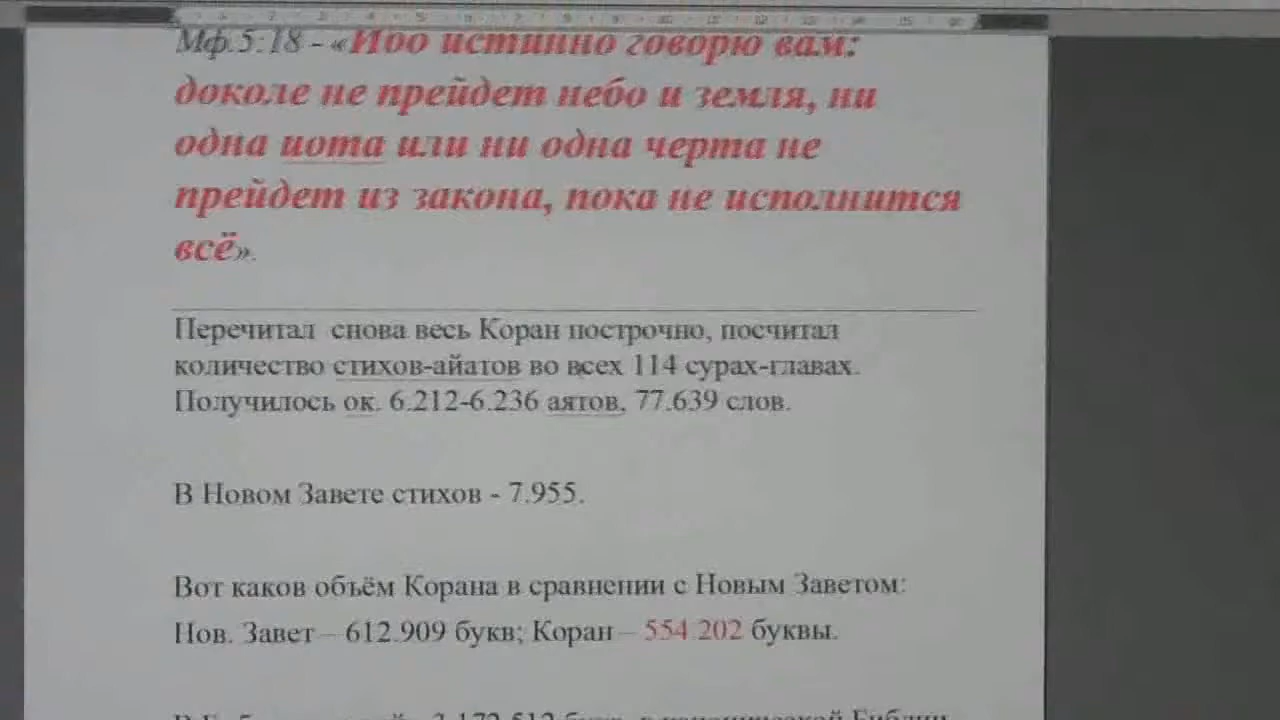 Мф.5:18 - «Ибо истинно говорю вам:
доколе не прейдет небо и земля, ни
одна иота или ни одна черта не
прейдет из закона, пока не исполнится
всё».
Перечитал снова весь Коран построчно, посчитал
количество стихов-айатов во всех 114 сурах-главах.
Получилось ок. 6.212-6.236 аятов, 77.639 слов.
В Новом Завете стихов - 7.955.
Вот каков объём Корана в сравнении с Новым Заветом:
Нов. Завет – 612.909 букв; Коран – 554.202 буквы.